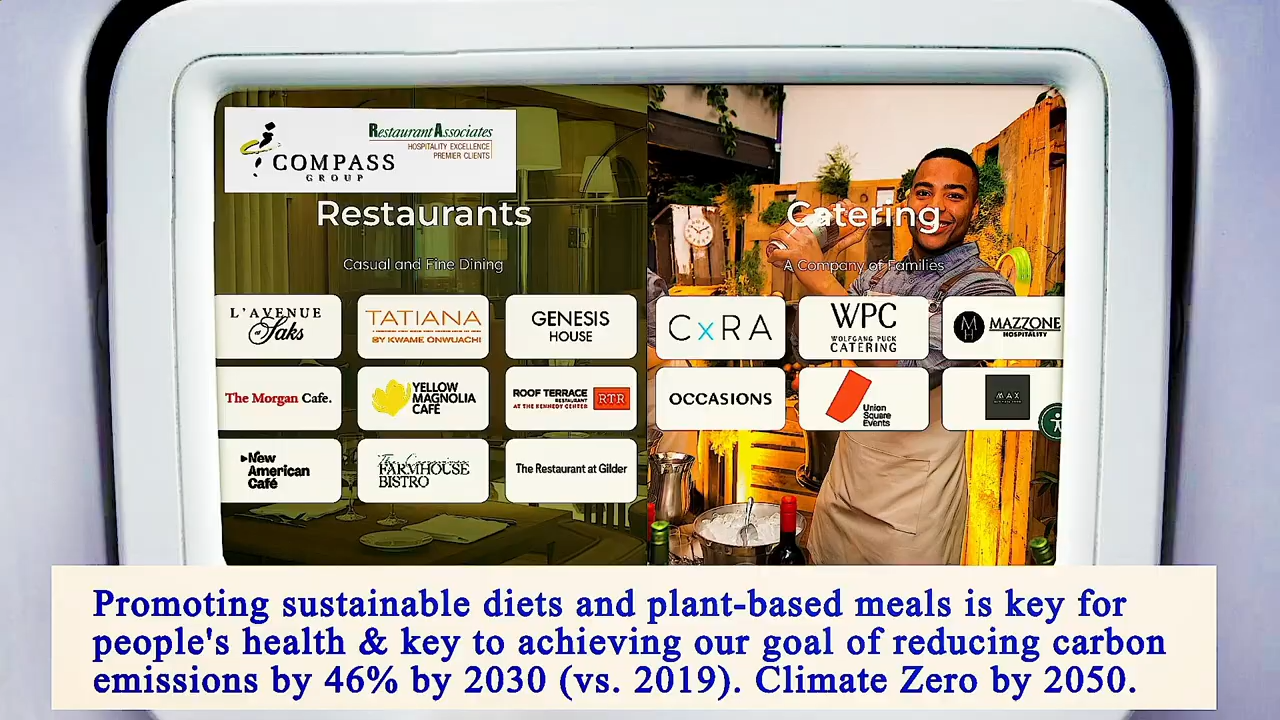 COMPASS
GROUP
Restaurant Associates
HOSPITALITY EXCELLENCE
PREMIER CLIENTS
Restaurants
Casual and Fine Dining
L'AVENUE
Saks
TATIANA
BY KWAME ONWUACHI
GENESIS
HOUSE
The Morgan Cafe.
YELLOW
MAGNOLIA
CAFÉ
ROOF TERRACE
RESTAURANT
AT THE KENNEDY CENTER
RTR
New
American
Café
FARMHOUSE
BISTRO
The Restaurant at Gilder
Catering
A Company of Families
CxRA
WPC
WOLFGANG PUCK
CATERING
MH
MAZZONE
HOSPITALITY
OCCASIONS
Union
Square
Events
MAX
Promoting sustainable diets and plant-based meals is key for
people's health & key to achieving our goal of reducing carbon
emissions by 46% by 2030 (vs. 2019). Climate Zero by 2050.